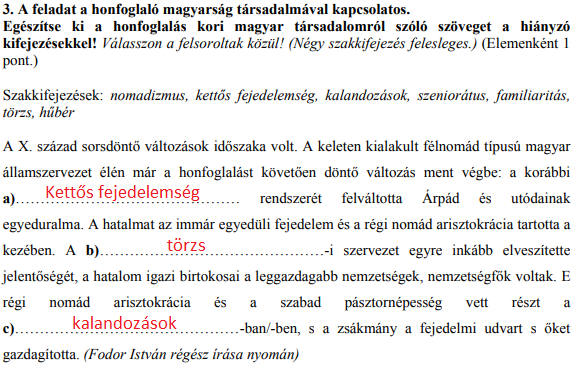 3. A feladat a honfoglaló magyarság társadalmával kapcsolatos.
Egészítse ki a honfoglalás kori magyar társadalomról szóló szöveget a hiányzó
kifejezésekkel! Válasszon a felsoroltak közül! (Négy szakkifejezés felesleges.) (Elemenként 1
pont.)
Szakkifejezések: nomadizmus, kettős fejedelemség, kalandozások, szeniorátus, familiaritás,
törzs, hűbér
A X. század sorsdöntő változások időszaka volt. A keleten kialakult félnomád típusú magyar
államszervezet élén már a honfoglalást követően döntő változás ment végbe: a korábbi
a)…Kettős fejedelemség…… rendszerét felváltotta Árpád és utódainak
egyeduralma. A hatalmat az immár egyedüli fejedelem és a régi nomád arisztokrácia tartotta a
kezében. A b)…………törzs……………-i szervezet egyre inkább elveszítette
jelentőségét, a hatalom igazi birtokosai a leggazdagabb nemzetségek, nemzetségfők voltak. E
régi nomád arisztokrácia és a szabad pásztornépesség vett részt a
c)………kalandozások………-ban/-ben, s a zsákmány a fejedelmi udvart s őket
gazdagította. (Fodor István régész írása nyomán)